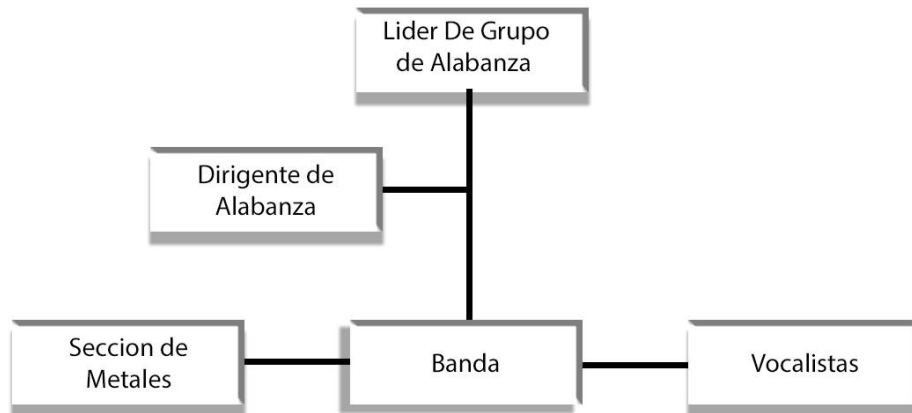 Lider De Grupo
de Alabanza
Dirigente de
Alabanza
Seccion de
Metales
Banda
Vocalistas